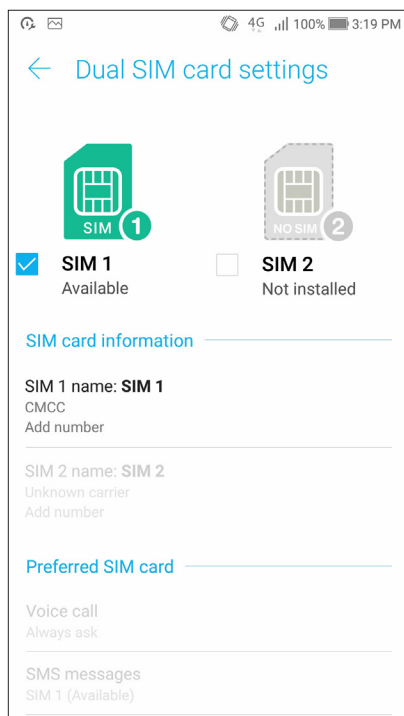 4G 100% 3:19 PM
Dual SIM card settings
SIM 1 NO SIM 2
SIM 1 SIM 2
Available Not installed
SIM card information
SIM 1 name: SIM 1
CMCC
Add number
SIM 2 name: SIM 2
Unknown carrier
Add number
Preferred SIM card
Voice call
Always ask
SMS messages
SIM 1 (Available)